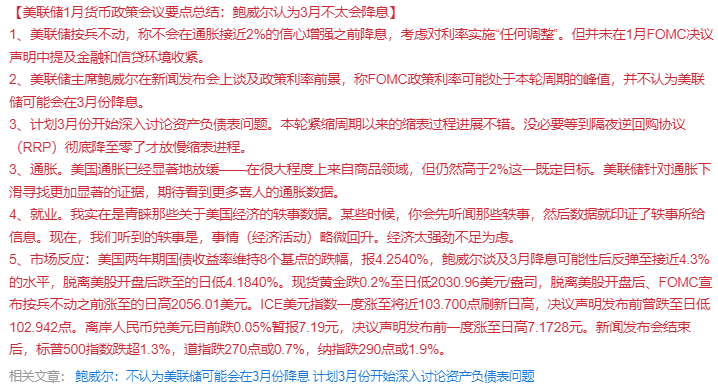 【美联储1月货币政策会议要点总结：鲍威尔认为3月不太会降息】
1、美联储按兵不动，称不会在通胀接近2%的信心增强之前降息，考虑对利率实施“任何调整”。但并未在1月FOMC决议
声明中提及金融和信贷环境收紧。
2、美联储主席鲍威尔在新闻发布会上谈及政策利率前景，称FOMC政策利率可能处于本轮周期的峰值，并不认为美联
储可能会在3月份降息。
3、计划3月份开始深入讨论资产负债表问题。本轮紧缩周期以来的缩表过程进展不错。没必要等到隔夜逆回购协议
（RRP）彻底降至零了才放慢缩表进程。
3、通胀。美国通胀已经显著地放缓——在很大程度上来自商品领域，但仍然高于2%这一既定目标。美联储针对通胀下
滑寻找更加显著的证据，期待看到更多喜人的通胀数据。
4、就业。我实在是青睐那些关于美国经济的轶事数据。某些时候，你会先听闻那些轶事，然后数据就印证了轶事所给
信息。现在，我们听到的轶事是，事情（经济活动）略微回升。经济太强劲不足为虑。
5、市场反应：美国两年期国债收益率维持8个基点的跌幅，报4.2540%，鲍威尔谈及3月降息可能性后反弹至接近4.3%
的水平，脱离美股开盘后跌至的日低4.1840%。现货黄金跌0.2%至日低2030.96美元/盎司，脱离美股开盘后、FOMC宣
布按兵不动之前涨至的日高2056.01美元。ICE美元指数一度涨至将近103.700点刷新日高，决议声明发布前曾跌至日低
102.942点。离岸人民币兑美元目前跌0.05%暂报7.19元，决议声明发布前一度涨至日高7.1728元。新闻发布会结束
后，标普500指数跌超1.3%，道指跌270点或0.7%，纳指跌290点或1.9%。
相关文章： 鲍威尔：不认为美联储可能会在3月份降息 计划3月份开始深入讨论资产负债表问题